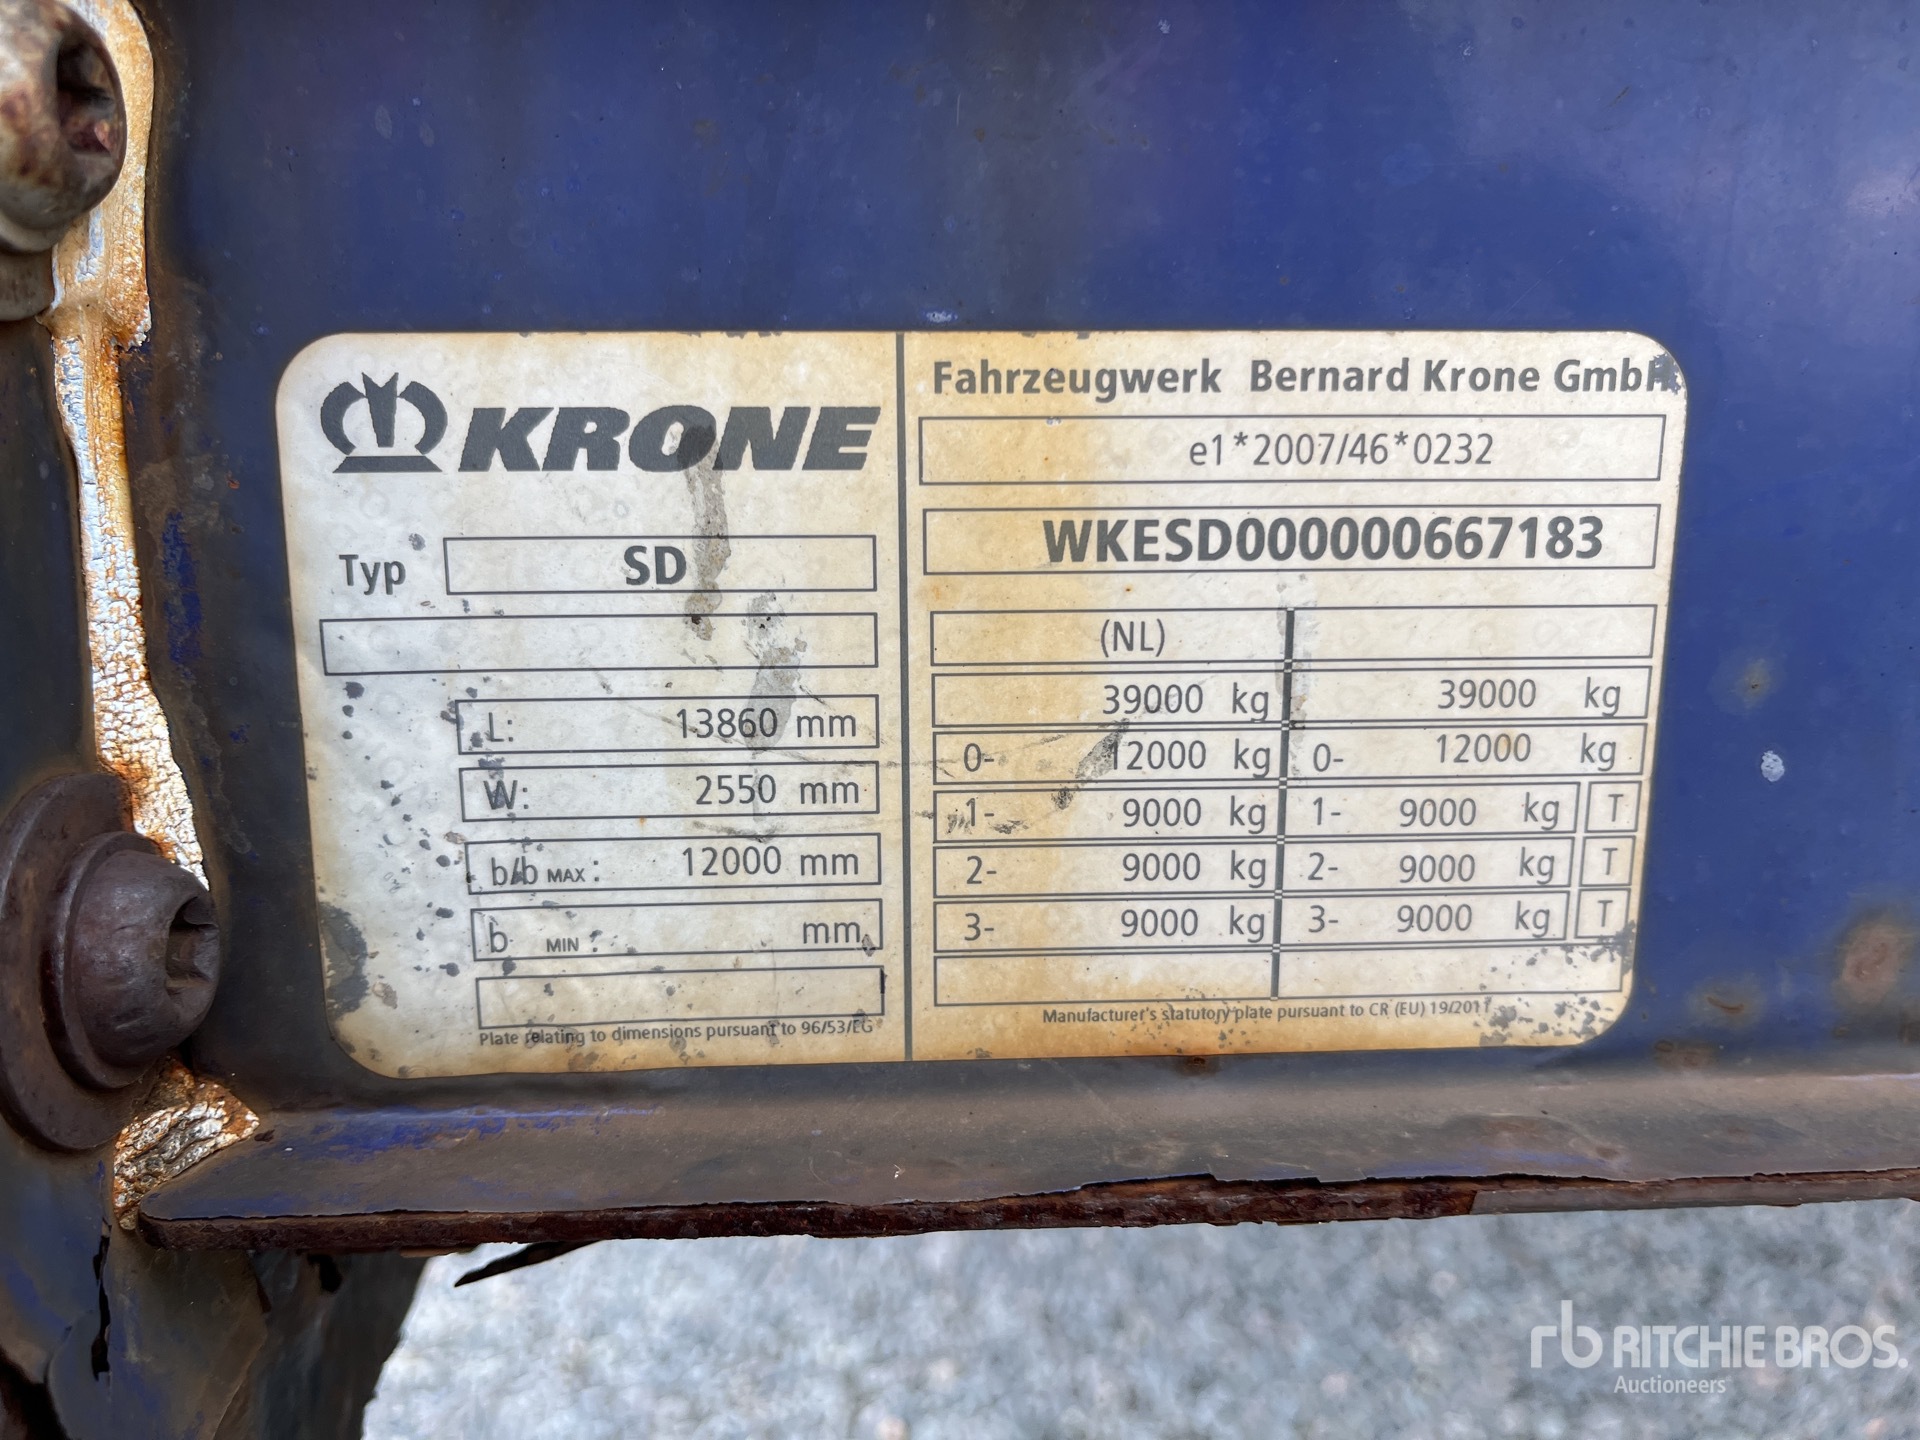 KRONE
Typ SD
L: 13860 mm
W: 2550 mm
b/b MAX: 12000 mm
b MIN: mm
Plate relating to dimensions pursuant to 96/53/EG
Fahrzeugwerk Bernard Krone GmbH
e1*2007/46*0232
WKESD000000667183
(NL)
39000 kg 39000 kg
0- 12000 kg 0- 12000 kg
1- 9000 kg 1- 9000 kg T
2- 9000 kg 2- 9000 kg T
3- 9000 kg 3- 9000 kg T
Manufacturer's statutory plate pursuant to CR (EU) 19/2011
rb RITCHIE BROS.
Auctioneers